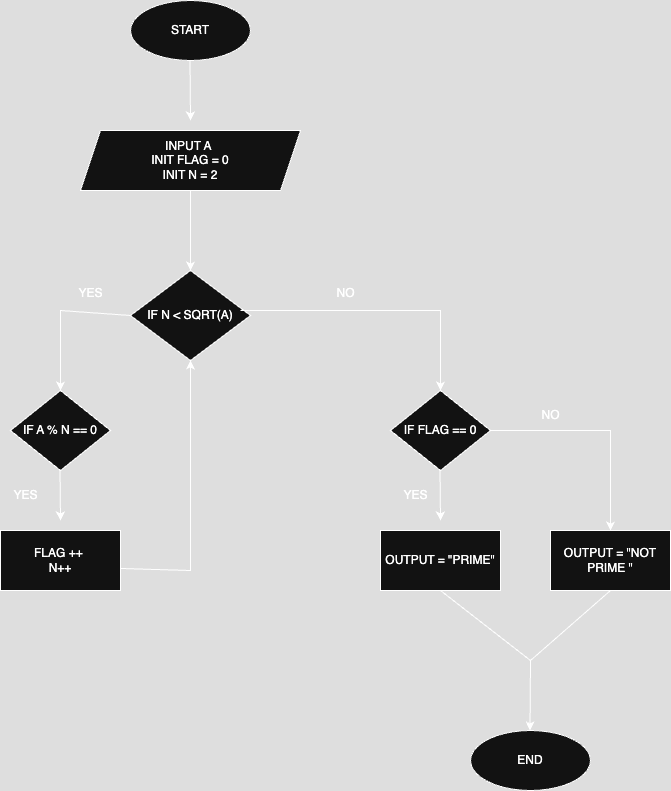 START
INPUT A
INIT FLAG = 0
INIT N = 2
YES
NO
IF N < SQRT(A)
IF A % N == 0
IF FLAG == 0
NO
YES
YES
FLAG ++
N++
OUTPUT = "PRIME"
OUTPUT = "NOT
PRIME "
END